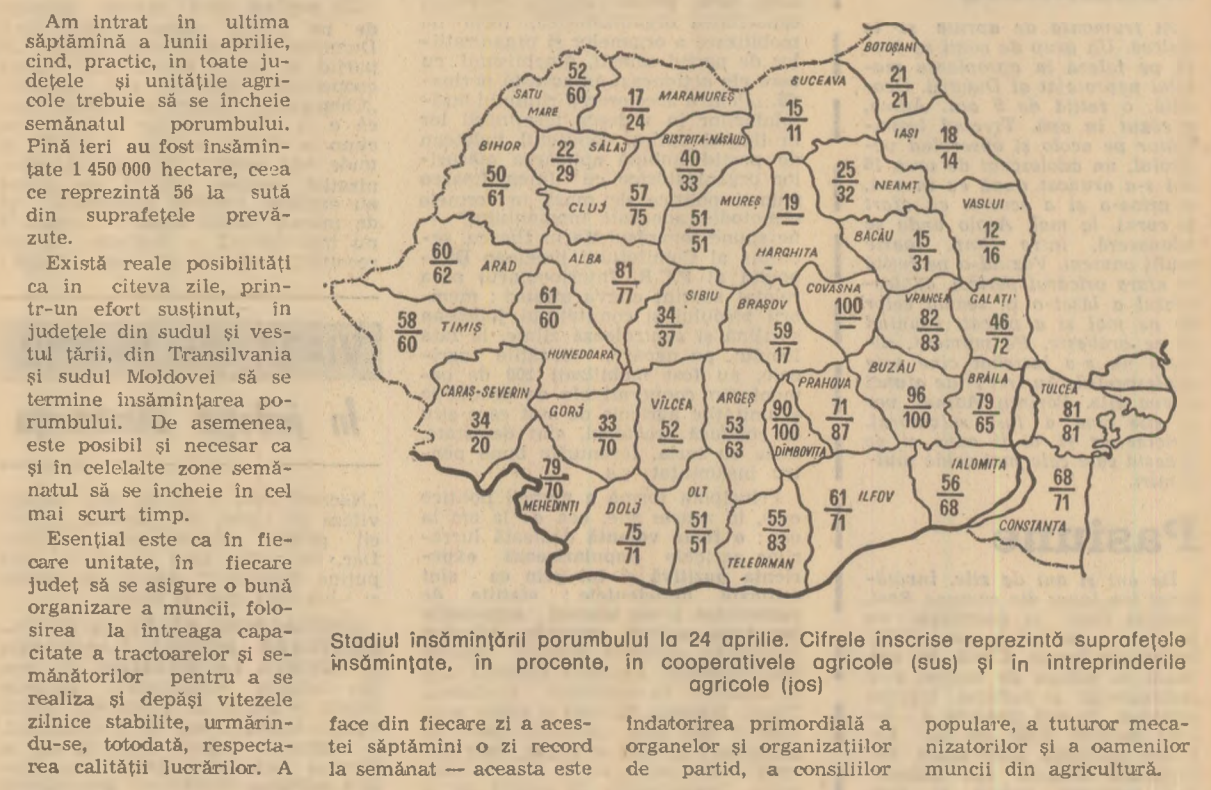 Am intrat în ultima
săptămînă a lunii aprilie,
cînd, practic, în toate ju-
dețele și unitățile agri-
cole trebuie să se încheie
semănatul porumbului.
Pînă ieri au fost însămîn-
țate 1 450 000 hectare, ceea
ce reprezintă 56 la sută
din suprafețele prevă-
zute.
Există reale posibilități
ca în cîteva zile, prin-
tr-un efort susținut, în
județele din sudul și ves-
tul țării, din Transilvania
și sudul Moldovei să se
termine însămînțarea po-
rumbului. De asemenea,
este posibil și necesar ca
și în celelalte zone semă-
natul să se încheie în cel
mai scurt timp.
Esențial este ca în fie-
care unitate, în fiecare
județ să se asigure o bună
organizare a muncii, folo-
sirea la întreaga capa-
citate a tractoarelor și se-
mănătorilor pentru a se
realiza și depăși vitezele
zilnice stabilite, urmărin-
du-se, totodată, respecta-
rea calității lucrărilor. A
face din fiecare zi a aces-
tei săptămîni o zi record
la semănat — aceasta este
îndatorirea primordială a
organelor și organizațiilor
de partid, a consiliilor
populare, a tuturor meca-
nizatorilor și a oamenilor
muncii din agricultură.
SATU
MARE
52
60
17
24
MARAMUREȘ
SUCEAVA
15
11
BOTOȘANI
21
21
BIHOR
50
61
22
29
SĂLAJ
BISTRIȚA-NĂSĂUD
40
33
IAȘI
18
14
25
32
NEAMȚ
CLUJ
57
75
MUREȘ
51
51
19
—
HARGHITA
BACĂU
15
31
VASLUI
12
16
60
62
ARAD
ALBA
81
77
SIBIU
34
37
BRAȘOV
59
17
COVASNA
100
—
VRANCEA
82
83
GALAȚI
46
72
58
60
TIMIȘ
61
60
HUNEDOARA
CARAȘ-SEVERIN
34
20
GORJ
33
70
VÎLCEA
52
—
ARGEȘ
53
63
90
100
DÎMBOVIȚA
PRAHOVA
71
87
BUZĂU
96
100
BRĂILA
79
65
TULCEA
81
81
79
70
MEHEDINȚI
DOLJ
75
71
OLT
51
51
55
83
TELEORMAN
61
71
ILFOV
IALOMIȚA
56
68
68
71
CONSTANȚA
Stadiul însămînțării porumbului la 24 aprilie. Cifrele înscrise reprezintă suprafețele
însămînțate, în procente, în cooperativele agricole (sus) și în întreprinderile
agricole (jos)